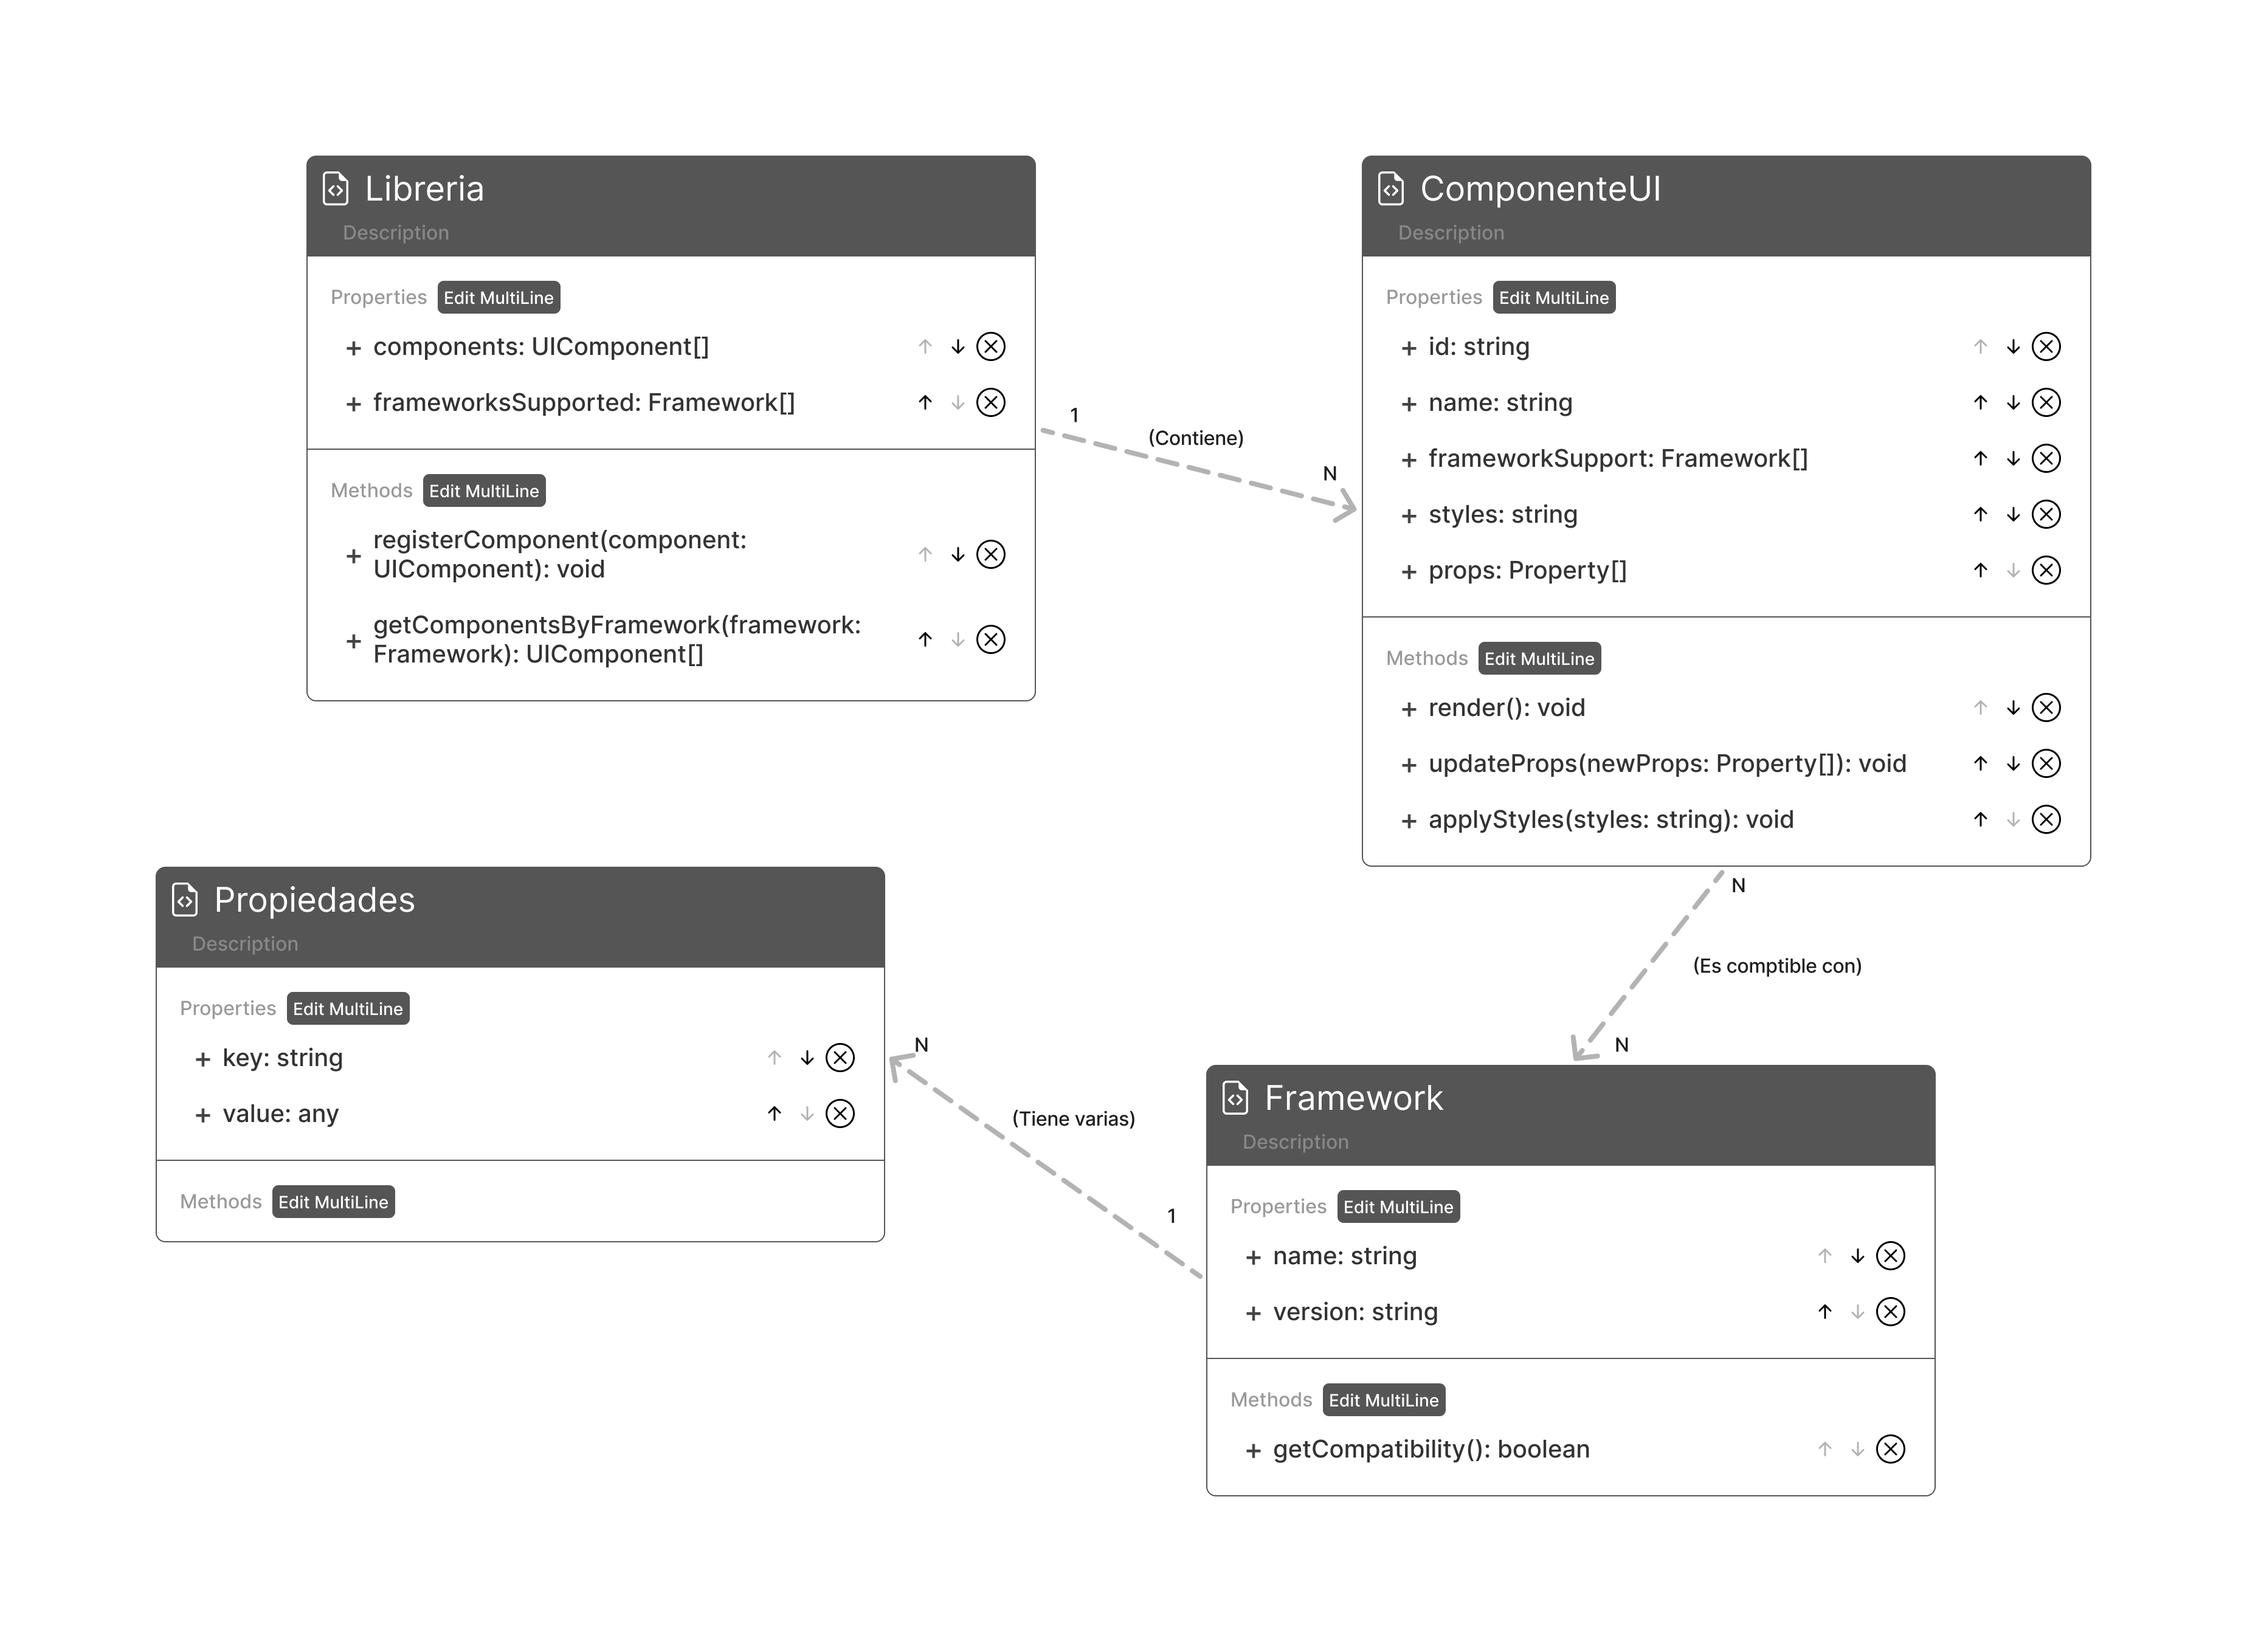 Libreria
Description
Properties Edit MultiLine
+ components: UIComponent[]
+ frameworksSupported: Framework[]
Methods Edit MultiLine
+ registerComponent(component:
UIComponent): void
+ getComponentsByFramework(framework:
Framework): UIComponent[]
1
(Contiene)
N
ComponenteUI
Description
Properties Edit MultiLine
+ id: string
+ name: string
+ frameworkSupport: Framework[]
+ styles: string
+ props: Property[]
Methods Edit MultiLine
+ render(): void
+ updateProps(newProps: Property[]): void
+ applyStyles(styles: string): void
N
(Es comptible con)
N
Propiedades
Description
Properties Edit MultiLine
+ key: string
+ value: any
Methods Edit MultiLine
N
(Tiene varias)
1
Framework
Description
Properties Edit MultiLine
+ name: string
+ version: string
Methods Edit MultiLine
+ getCompatibility(): boolean